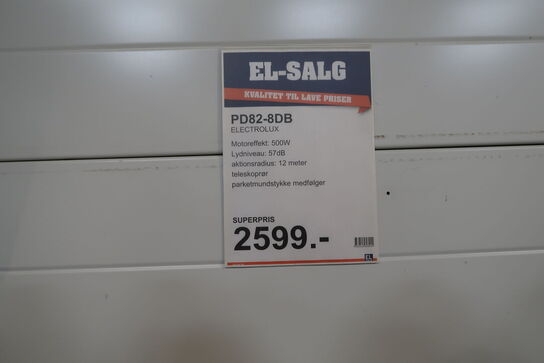 EL-SALG
KVALITET TIL LAVE PRISER
PD82-8DB
ELECTROLUX
Motoreffekt: 500W
Lydniveau: 57dB
aktionsradius: 12 meter
teleskoprør
parketmundstykke medfølger
SUPERPRIS
2599.-
EL